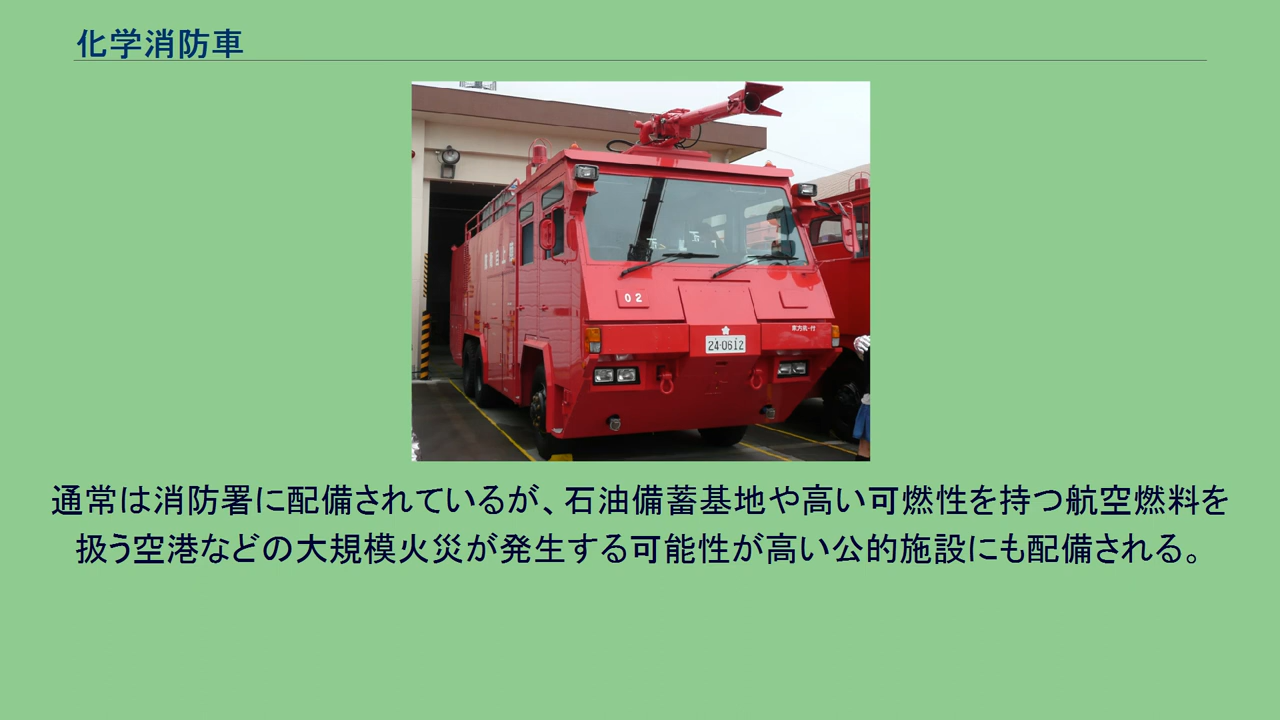 化学消防車
02
24-0612
通常は消防署に配備されているが、石油備蓄基地や高い可燃性を持つ航空燃料を
扱う空港などの大規模火災が発生する可能性が高い公的施設にも配備される。